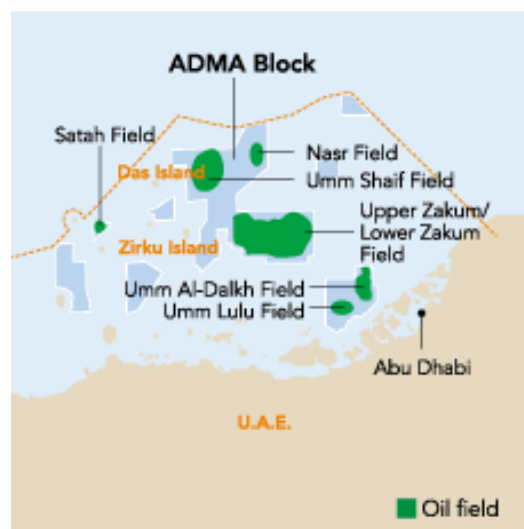 ADMA Block
Satah Field
Das Island
Nasr Field
Umm Shaif Field
Upper Zakum/
Lower Zakum
Field
Zirku Island
Umm Al-Dalkh Field
Umm Lulu Field
Abu Dhabi
U.A.E.
Oil field